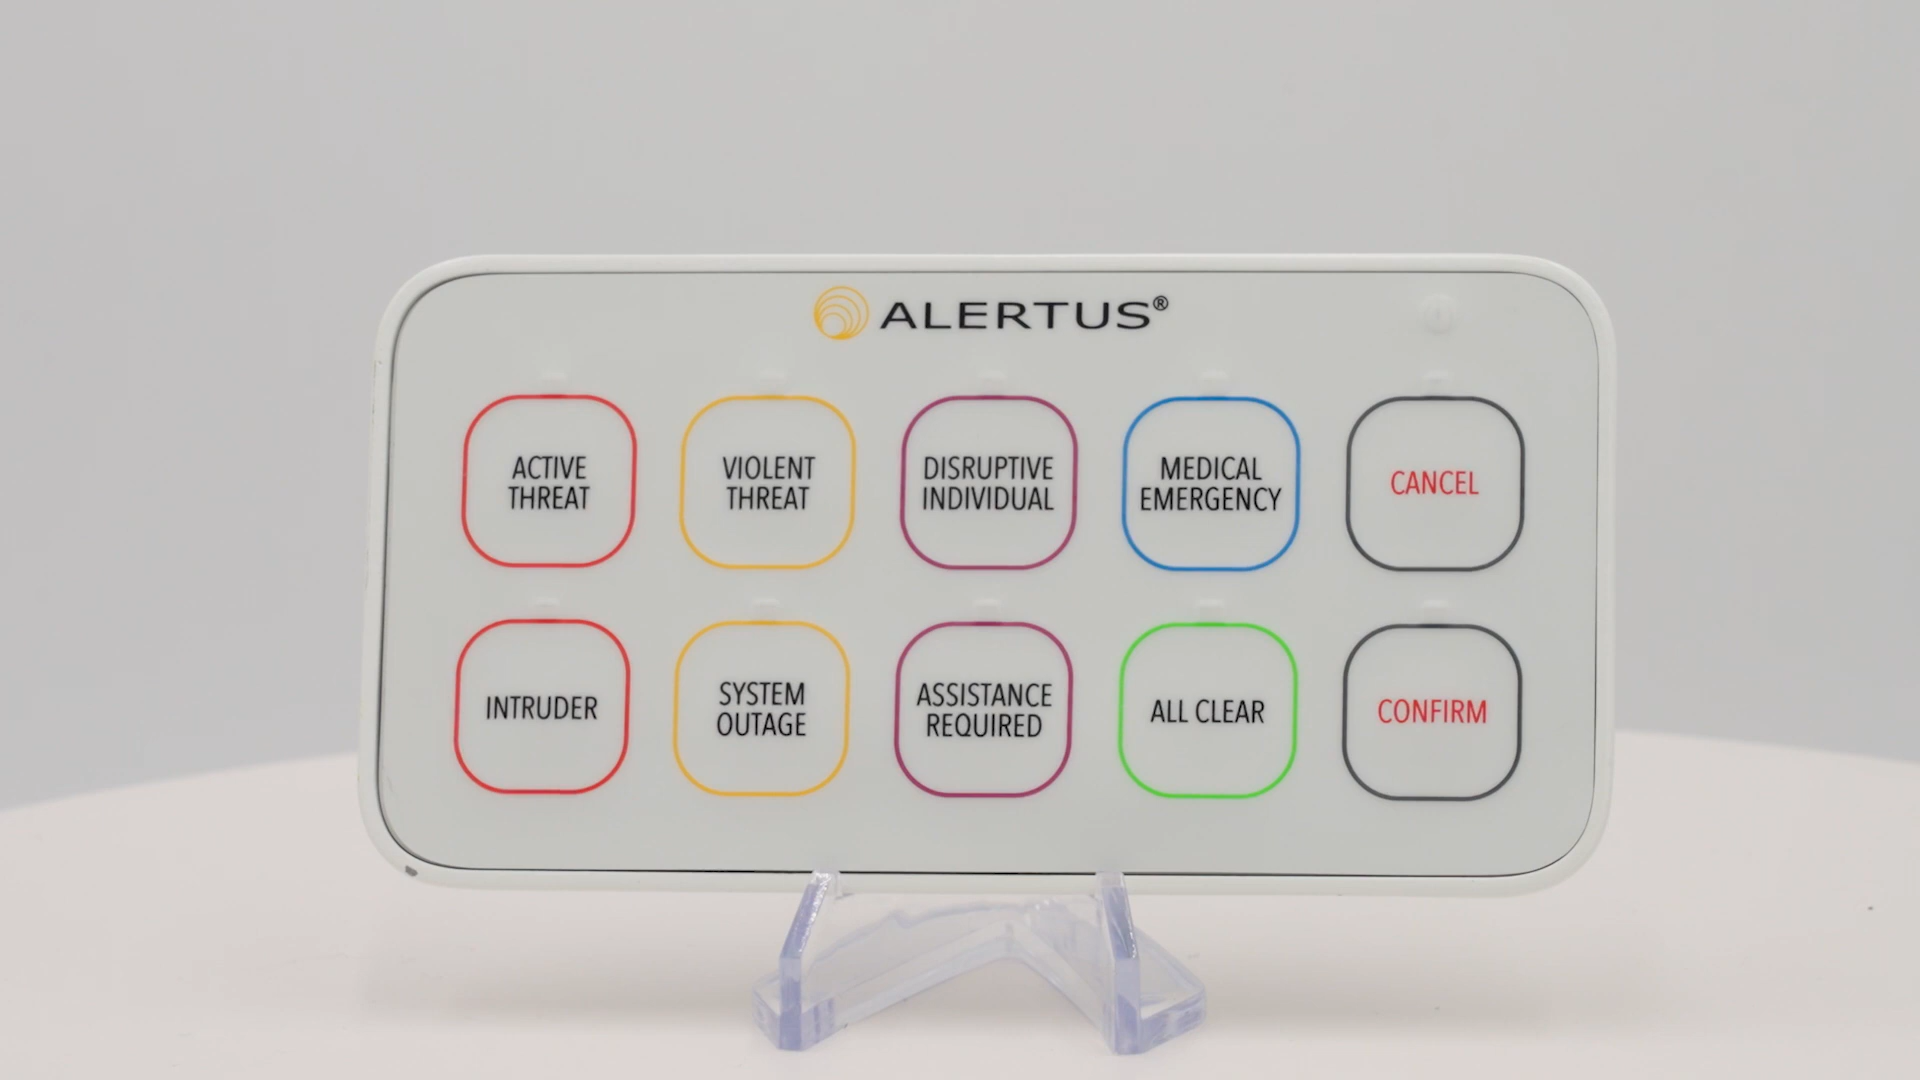 ALERTUS®
ACTIVE
THREAT
VIOLENT
THREAT
DISRUPTIVE
INDIVIDUAL
MEDICAL
EMERGENCY
CANCEL
INTRUDER
SYSTEM
OUTAGE
ASSISTANCE
REQUIRED
ALL CLEAR
CONFIRM